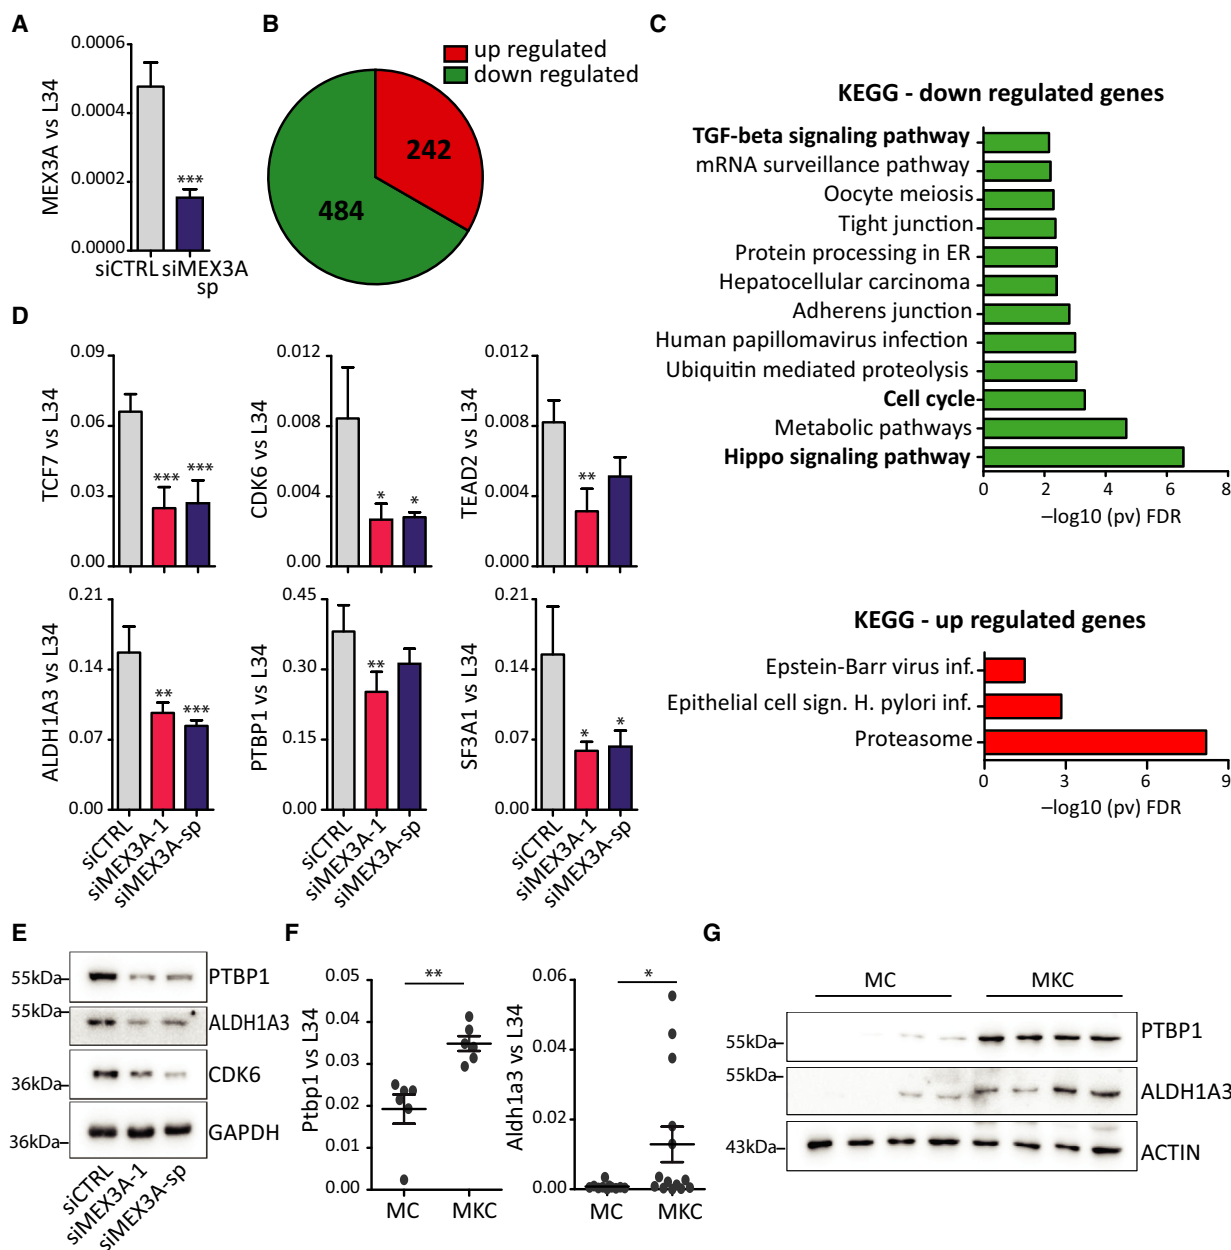 A
0.0006
0.0004
0.0002
0.0000
MEX3A vs L34
***
siCTRL
siMEX3A
sp
B
up regulated
down regulated
242
484
C
KEGG - down regulated genes
TGF-beta signaling pathway
mRNA surveillance pathway
Oocyte meiosis
Tight junction
Protein processing in ER
Hepatocellular carcinoma
Adherens junction
Human papillomavirus infection
Ubiquitin mediated proteolysis
Cell cycle
Metabolic pathways
Hippo signaling pathway
0 2 4 6 8
−log10 (pv) FDR
KEGG - up regulated genes
Epstein-Barr virus inf.
Epithelial cell sign. H. pylori inf.
Proteasome
0 3 6 9
−log10 (pv) FDR
D
0.09
0.06
0.03
0.00
TCF7 vs L34
*** ***
0.012
0.008
0.004
0.00
CDK6 vs L34
* *
0.012
0.008
0.004
0.000
TEAD2 vs L34
**
0.21
0.14
0.07
0.00
ALDH1A3 vs L34
** ***
siCTRL
siMEX3A-1
siMEX3A-sp
0.45
0.30
0.15
0.00
PTBP1 vs L34
**
siCTRL
siMEX3A-1
siMEX3A-sp
0.21
0.14
0.07
0.00
SF3A1 vs L34
* *
siCTRL
siMEX3A-1
siMEX3A-sp
E
55kDa
PTBP1
55kDa
ALDH1A3
36kDa
CDK6
36kDa
GAPDH
siCTRL
siMEX3A-1
siMEX3A-sp
F
0.05
0.04
0.03
0.02
0.01
0.00
Ptbp1 vs L34
**
MC MKC
0.06
0.04
0.02
0.00
Aldh1a3 vs L34
*
MC MKC
G
MC MKC
55kDa
PTBP1
55kDa
ALDH1A3
43kDa
ACTIN